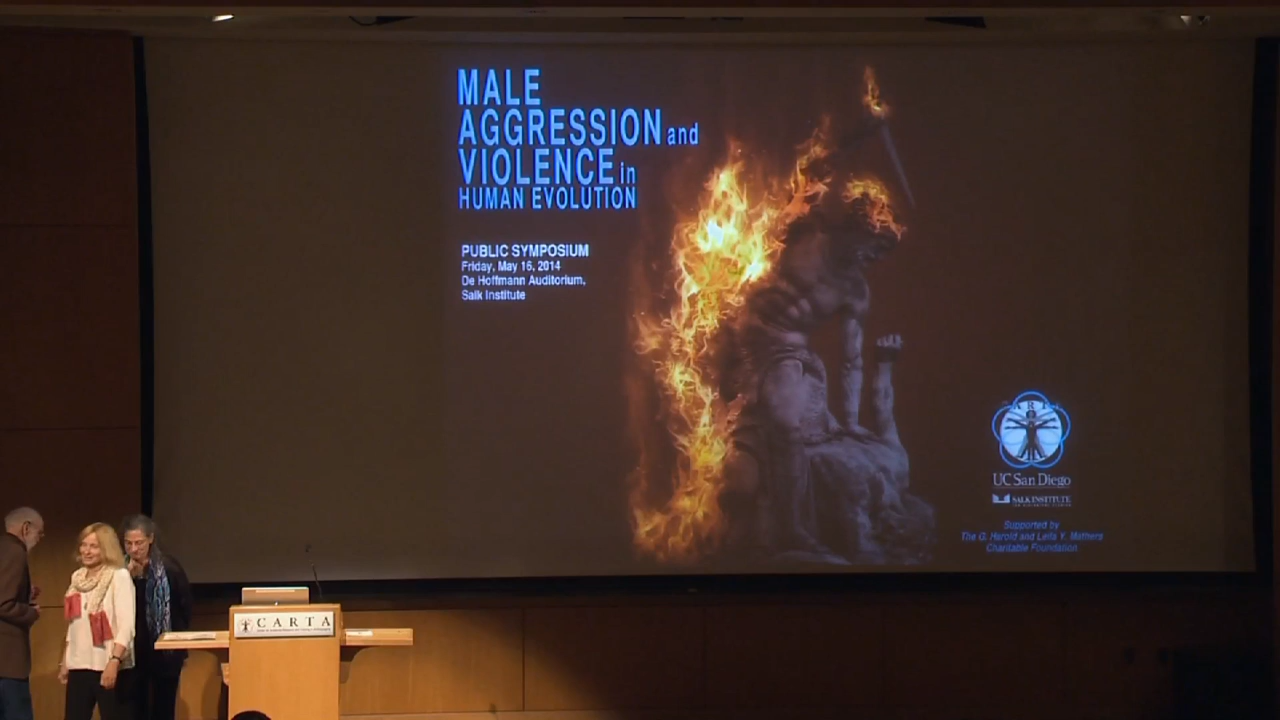 MALE
AGGRESSION and
VIOLENCE in
HUMAN EVOLUTION
PUBLIC SYMPOSIUM
Friday, May 16, 2014
De Hoffmann Auditorium,
Salk Institute
CARTA
UC San Diego
SALK INSTITUTE
Supported by
The G. Harold and Leila Y. Mathers
Charitable Foundation
CARTA